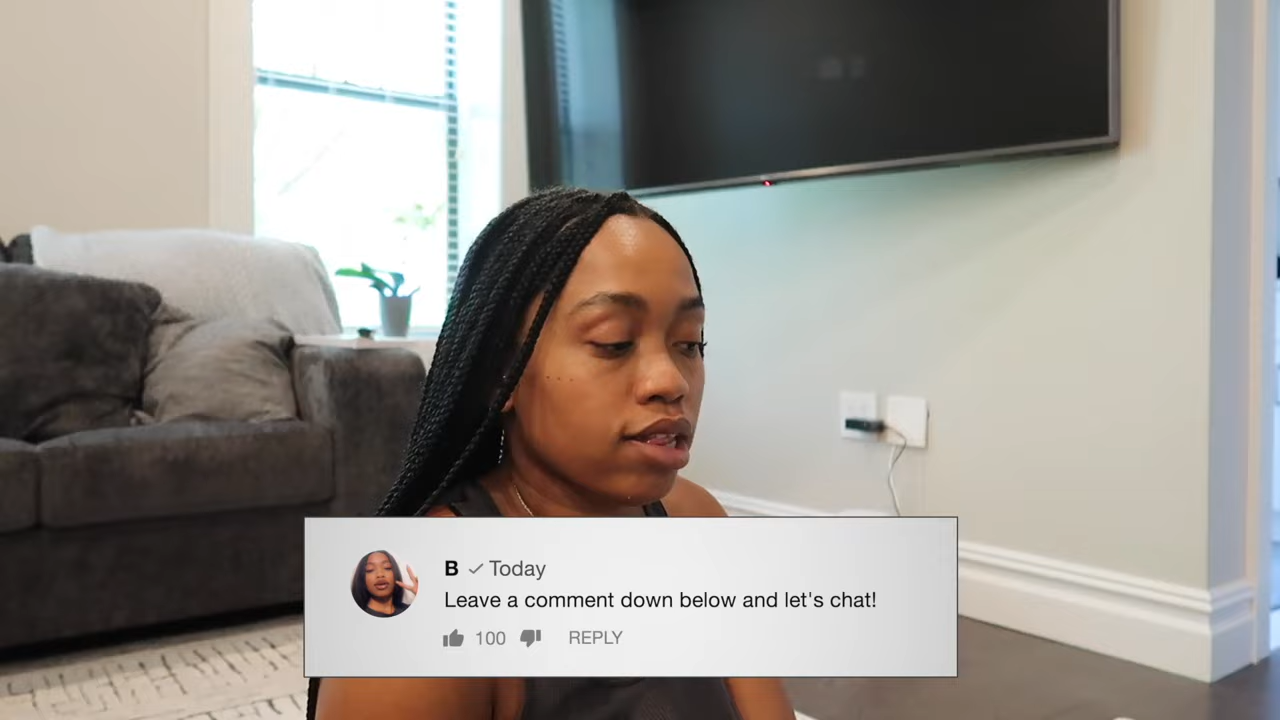 B ✓ Today
Leave a comment down below and let's chat!
100 REPLY